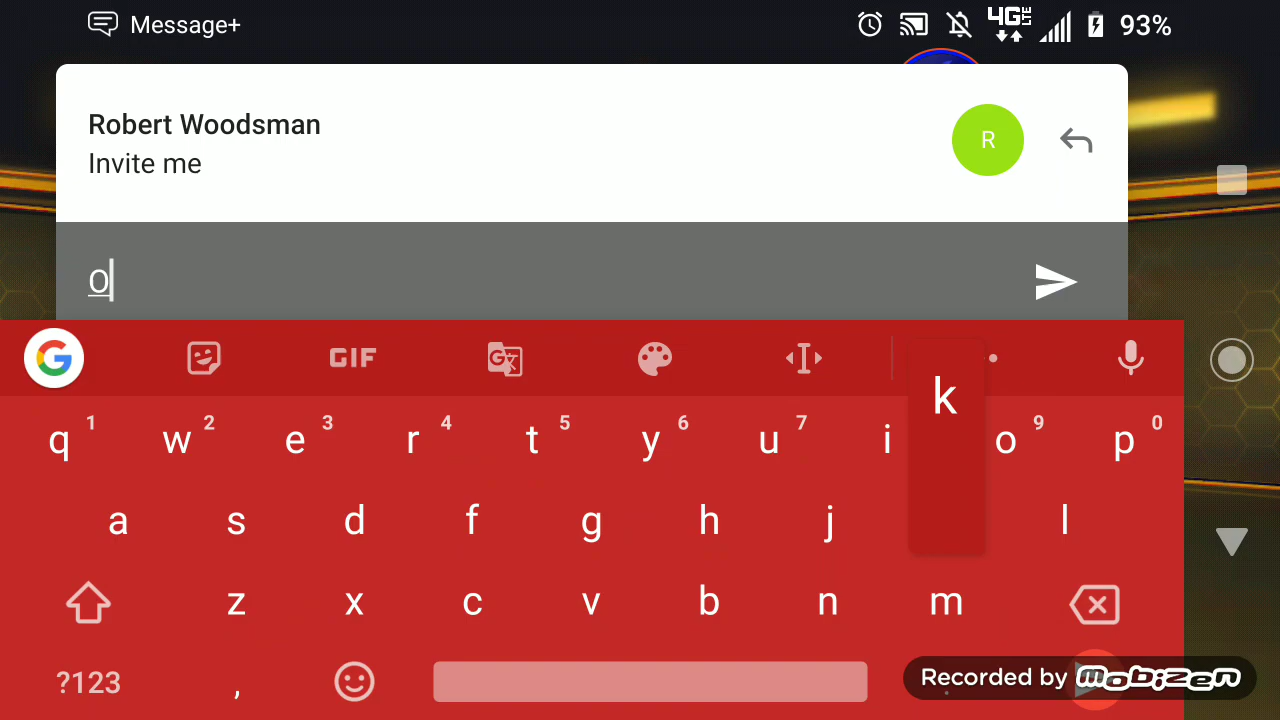 Message+ 4G LTE 93%
Robert Woodsman
Invite me
R
O
G GIF G k
q 1 w 2 e 3 r 4 t 5 y 6 u 7 i o 9 p 0
a s d f g h j l
z x c v b n m
?123 , .
Recorded by mobizen